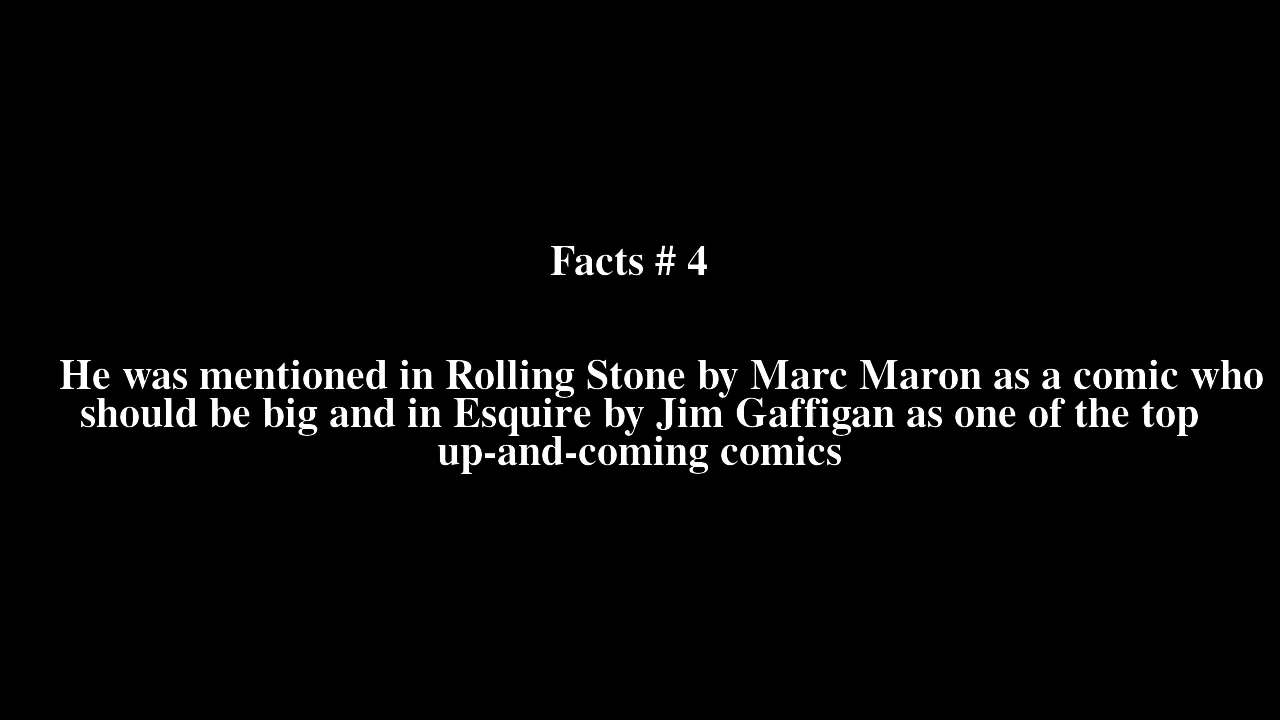 Facts # 4
He was mentioned in Rolling Stone by Marc Maron as a comic who
should be big and in Esquire by Jim Gaffigan as one of the top
up-and-coming comics